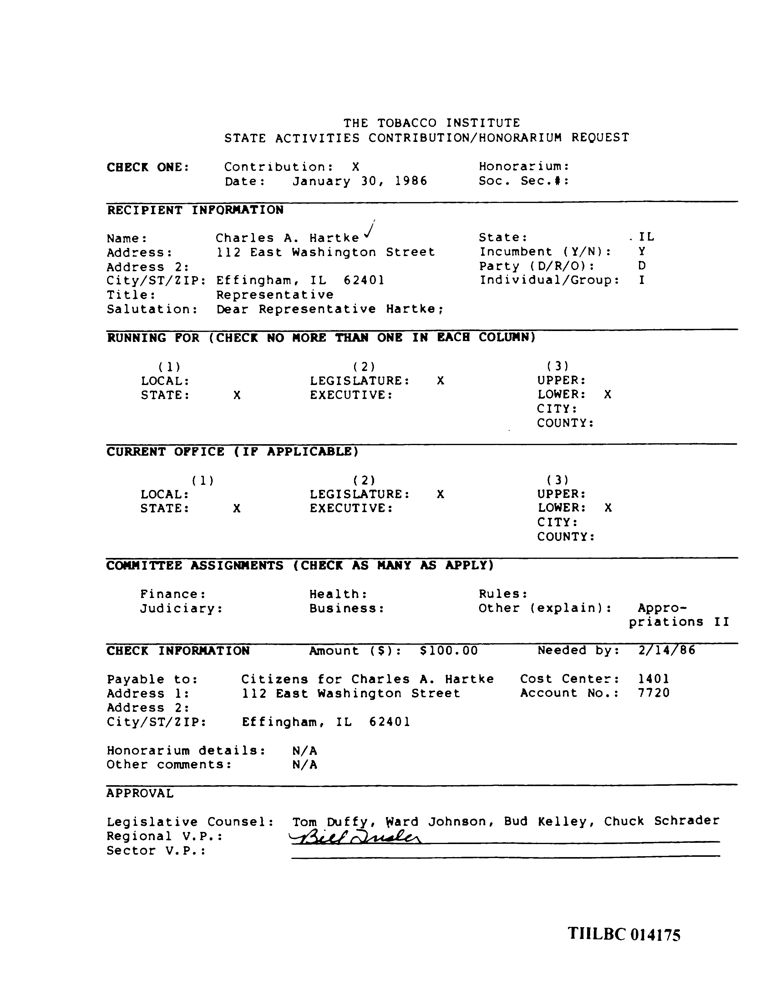 THE TOBACCO INSTITUTE
STATE ACTIVITIES CONTRIBUTION/HONORARIUM REQUEST
CHECK ONE: Contribution: X Honorarium:
Date: January 30, 1986 Soc. Sec.#:
RECIPIENT INFORMATION
Name: Charles A. Hartke ✓ State: IL
Address: 112 East Washington Street Incumbent (Y/N): Y
Address 2: Party (D/R/O): D
City/ST/ZIP: Effingham, IL 62401 Individual/Group: I
Title: Representative
Salutation: Dear Representative Hartke;
RUNNING FOR (CHECK NO MORE THAN ONE IN EACH COLUMN)
(1) (2) (3)
LOCAL: LEGISLATURE: X UPPER:
STATE: X EXECUTIVE: LOWER: X
CITY:
COUNTY:
CURRENT OFFICE (IF APPLICABLE)
(1) (2) (3)
LOCAL: LEGISLATURE: X UPPER:
STATE: X EXECUTIVE: LOWER: X
CITY:
COUNTY:
COMMITTEE ASSIGNMENTS (CHECK AS MANY AS APPLY)
Finance: Health: Rules:
Judiciary: Business: Other (explain): Appro-
priations II
CHECK INFORMATION Amount ($): $100.00 Needed by: 2/14/86
Payable to: Citizens for Charles A. Hartke Cost Center: 1401
Address 1: 112 East Washington Street Account No.: 7720
Address 2:
City/ST/ZIP: Effingham, IL 62401
Honorarium details: N/A
Other comments: N/A
APPROVAL
Legislative Counsel: Tom Duffy, Ward Johnson, Bud Kelley, Chuck Schrader
Regional V.P.: Bill
Sector V.P.:
TIILBC 014175